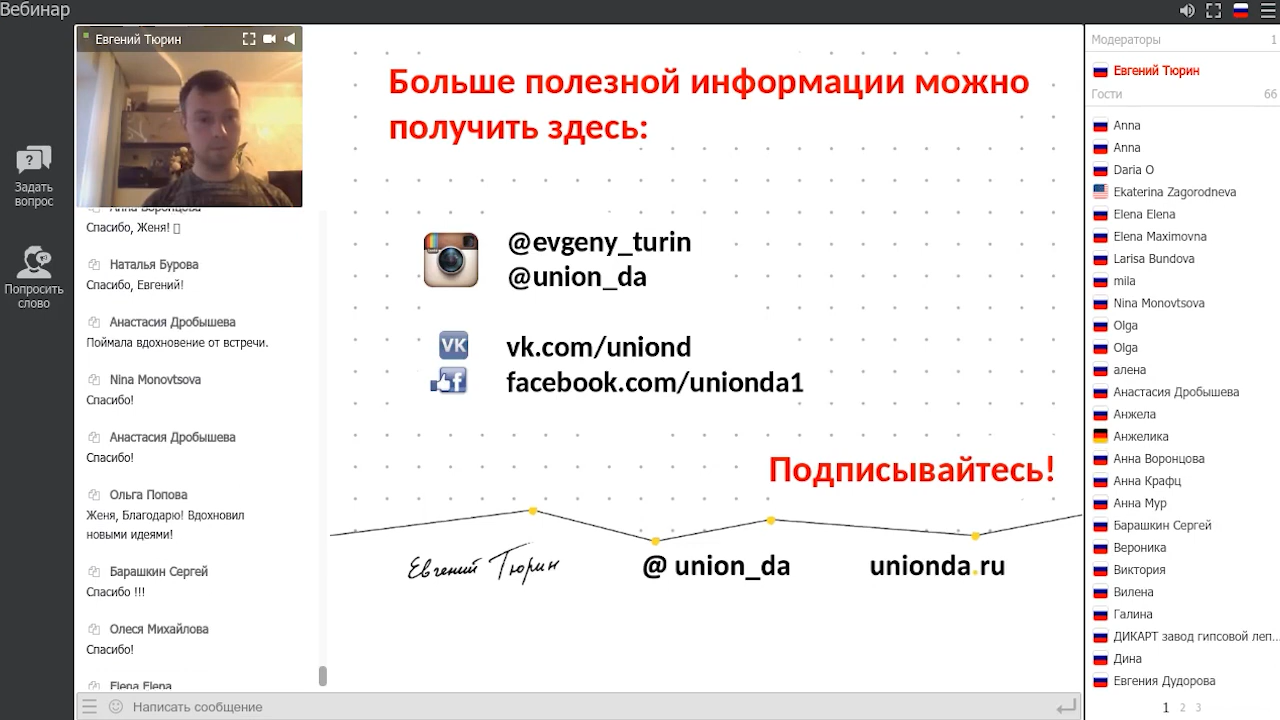 Вебинар
Евгений Тюрин
Задать
вопрос
Попросить
слово
Анна Воронцова
Спасибо, Женя!
Наталья Бурова
Спасибо, Евгений!
Анастасия Дробышева
Поймала вдохновение от встречи.
Nina Monovtsova
Спасибо!
Анастасия Дробышева
Спасибо!
Ольга Попова
Женя, Благодарю! Вдохновил
новыми идеями!
Барашкин Сергей
Спасибо !!!
Олеся Михайлова
Спасибо!
Elena Elena
Написать сообщение
Больше полезной информации можно
получить здесь:
@evgeny_turin
@union_da
VK
vk.com/uniond
f
facebook.com/unionda1
Подписывайтесь!
Евгений Тюрин
@ union_da
unionda.ru
Модераторы 1
Евгений Тюрин
Гости 66
Anna
Anna
Daria O
Ekaterina Zagorodneva
Elena Elena
Elena Maximovna
Larisa Bundova
mila
Nina Monovtsova
Olga
Olga
алена
Анастасия Дробышева
Анжела
Анжелика
Анна Воронцова
Анна Крафц
Анна Мур
Барашкин Сергей
Вероника
Виктория
Вилена
Галина
ДИКАРТ завод гипсовой леп...
Дина
Евгения Дудорова
1 2 3